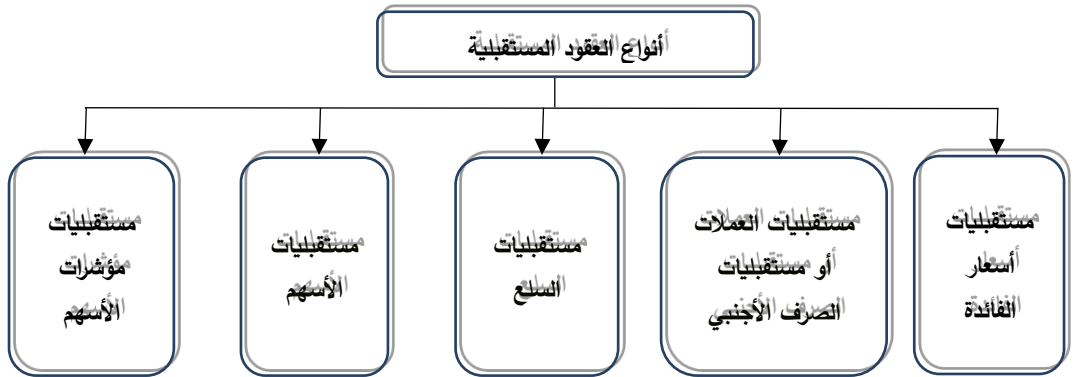 أنواع العقود المستقبلية
مستقبليات
أسعار
الفائدة
مستقبليات العملات
أو مستقبليات
الصرف الأجنبي
مستقبليات
السلع
مستقبليات
الأسهم
مستقبليات
مؤشرات
الأسهم